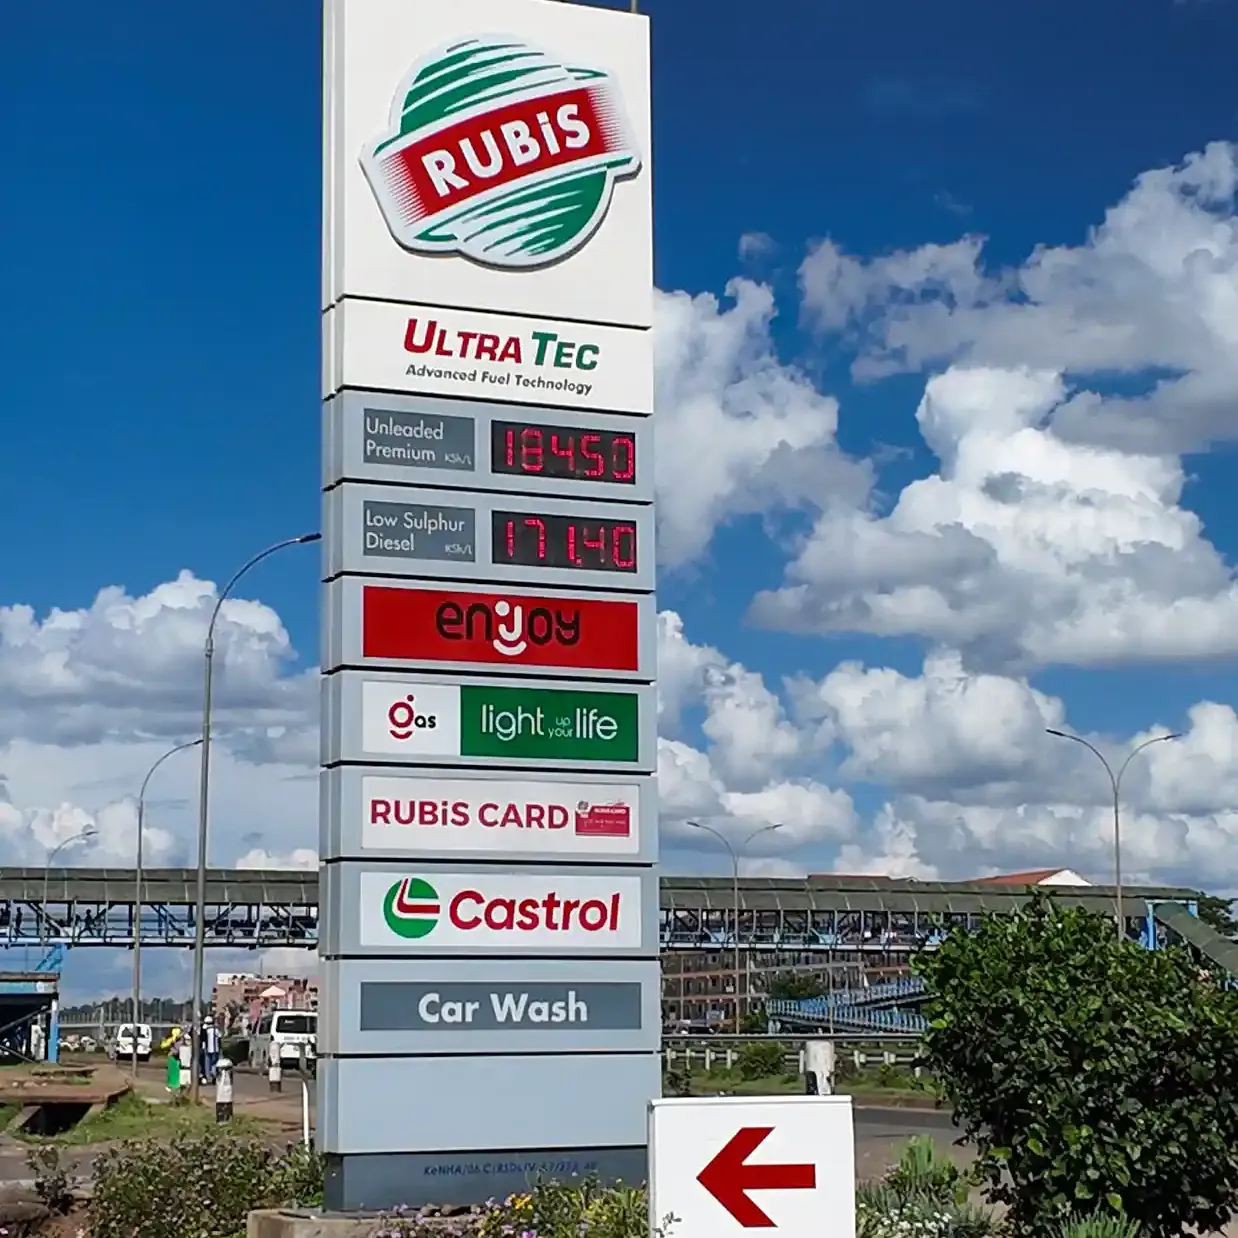 RUBiS
ULTRA TEC
Advanced Fuel Technology
Unleaded
Premium KSh/L
184.50
Low Sulphur
Diesel KSh/L
171.40
enjoy
gas
light up your life
RUBiS CARD
Castrol
Car Wash